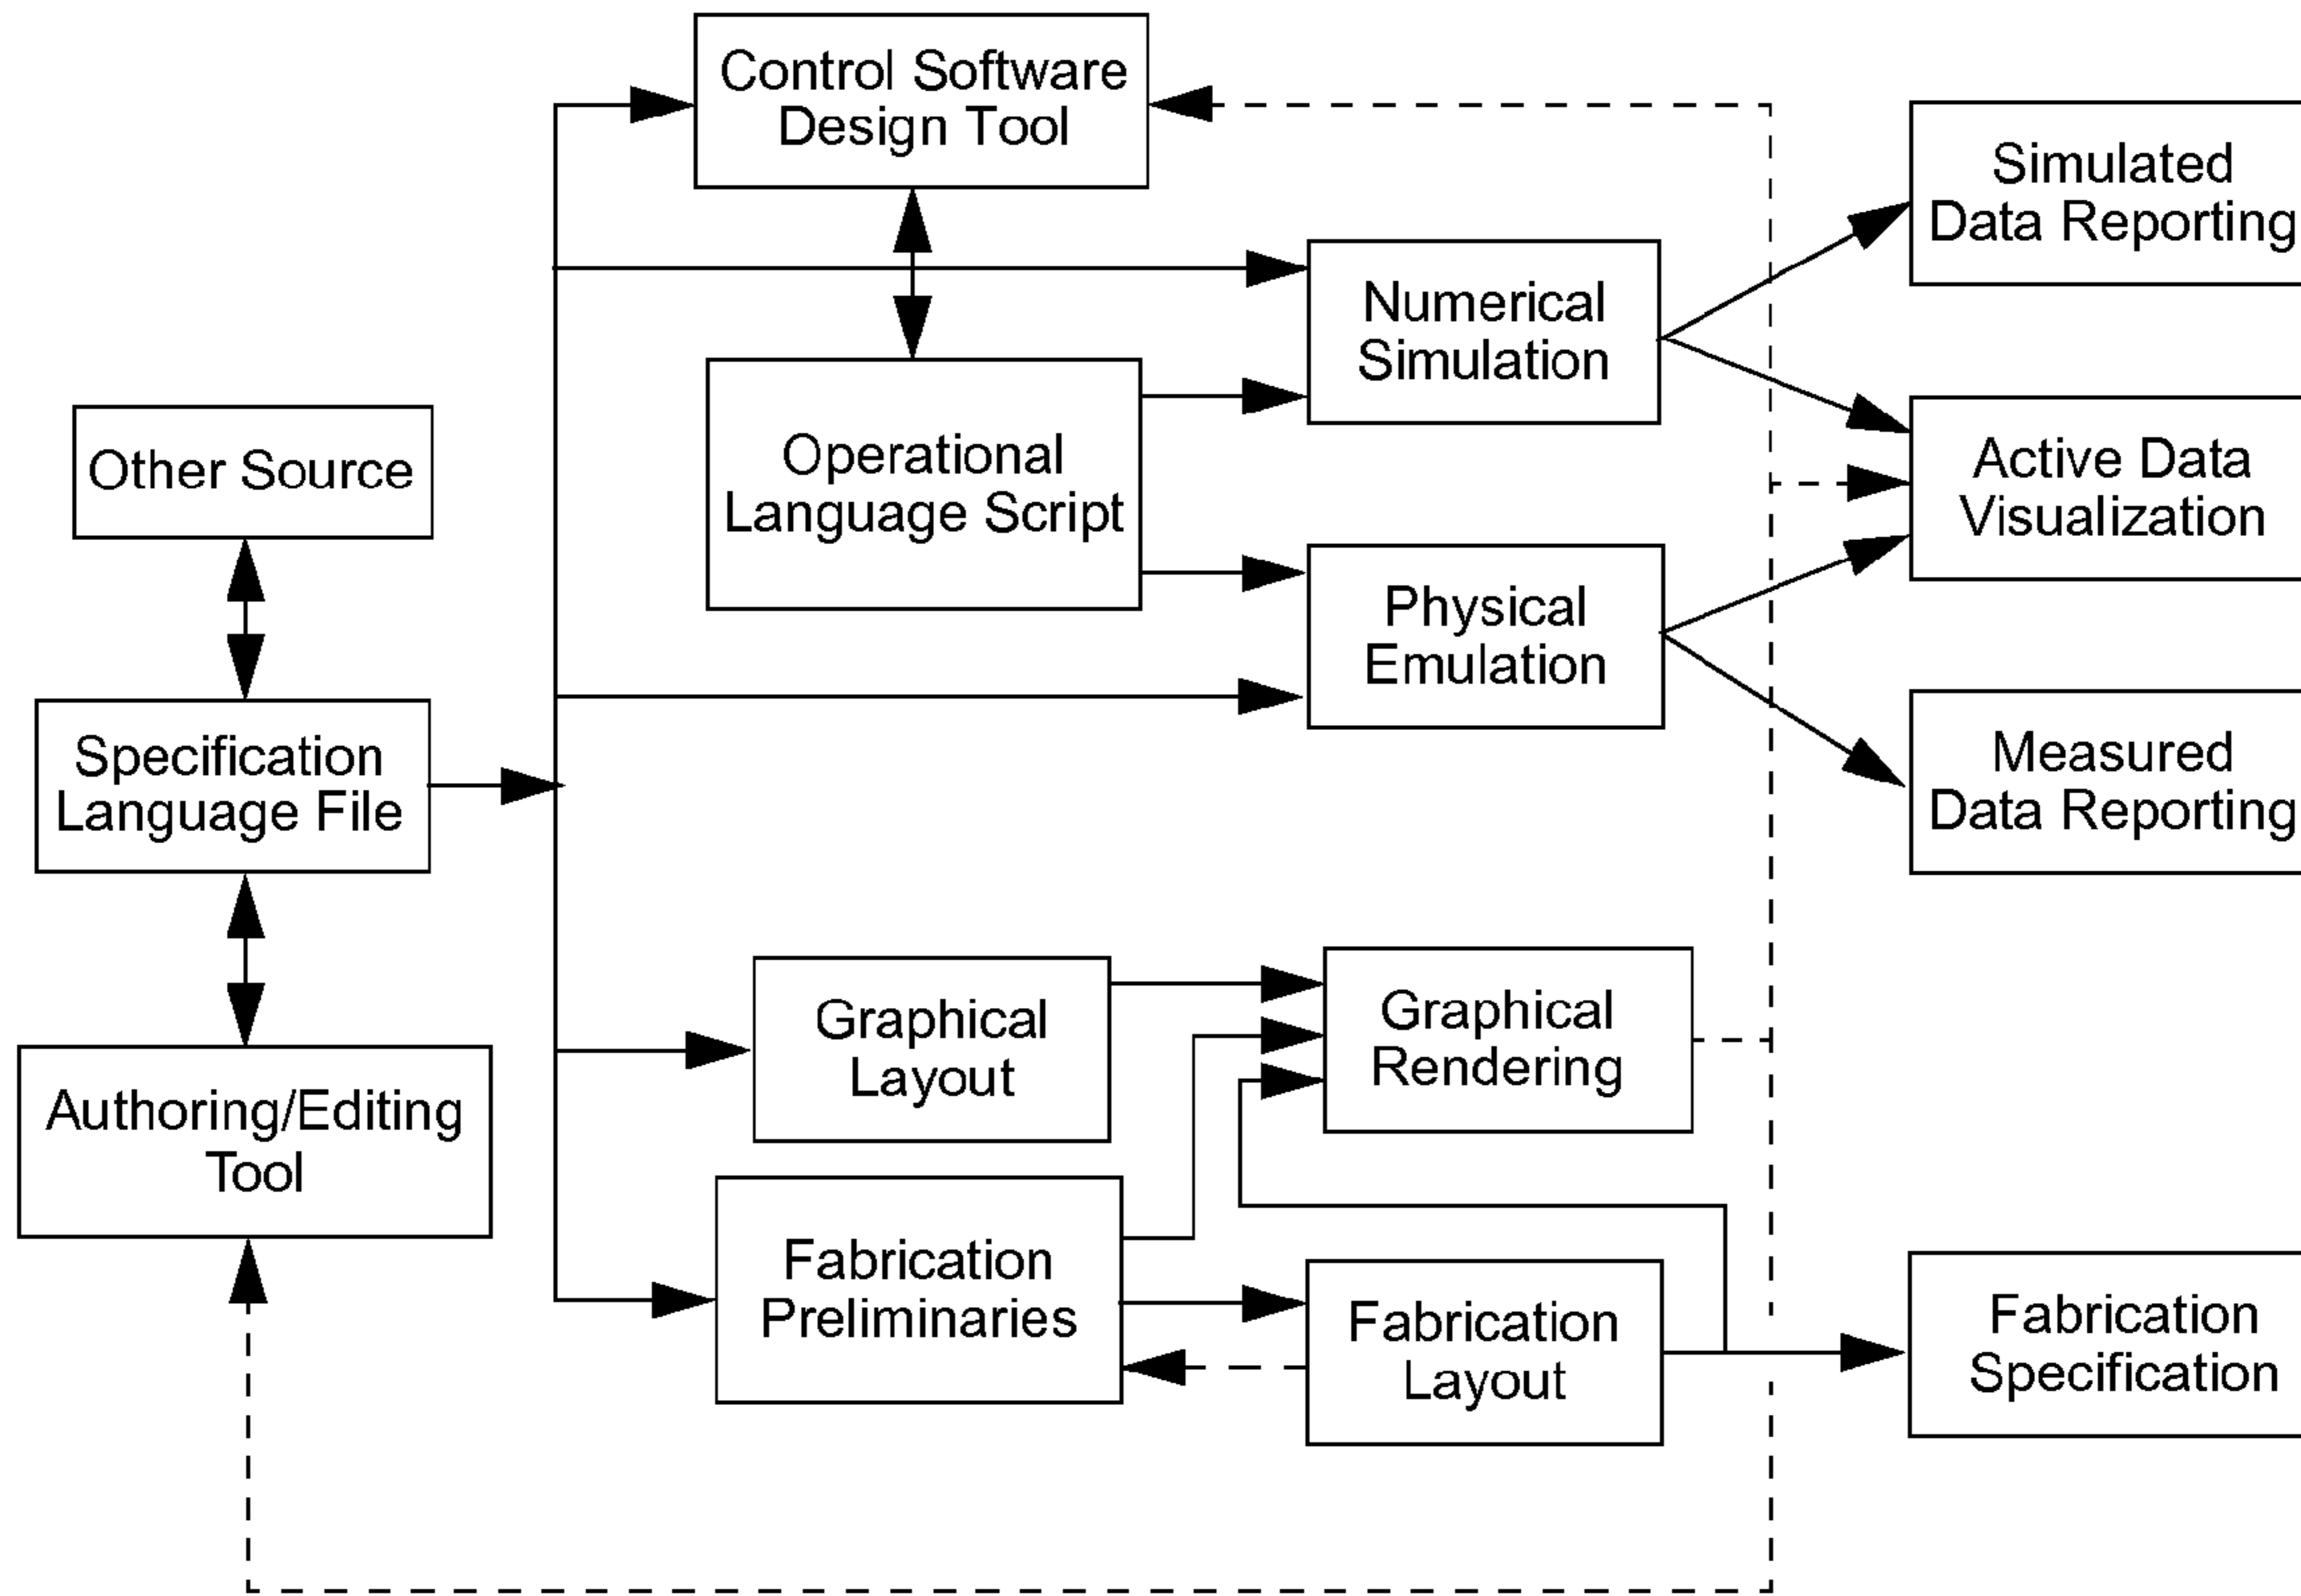 Control Software
Design Tool
Simulated
Data Reporting
Numerical
Simulation
Other Source
Operational
Language Script
Active Data
Visualization
Physical
Emulation
Specification
Language File
Measured
Data Reporting
Graphical
Layout
Graphical
Rendering
Authoring/Editing
Tool
Fabrication
Preliminaries
Fabrication
Layout
Fabrication
Specification